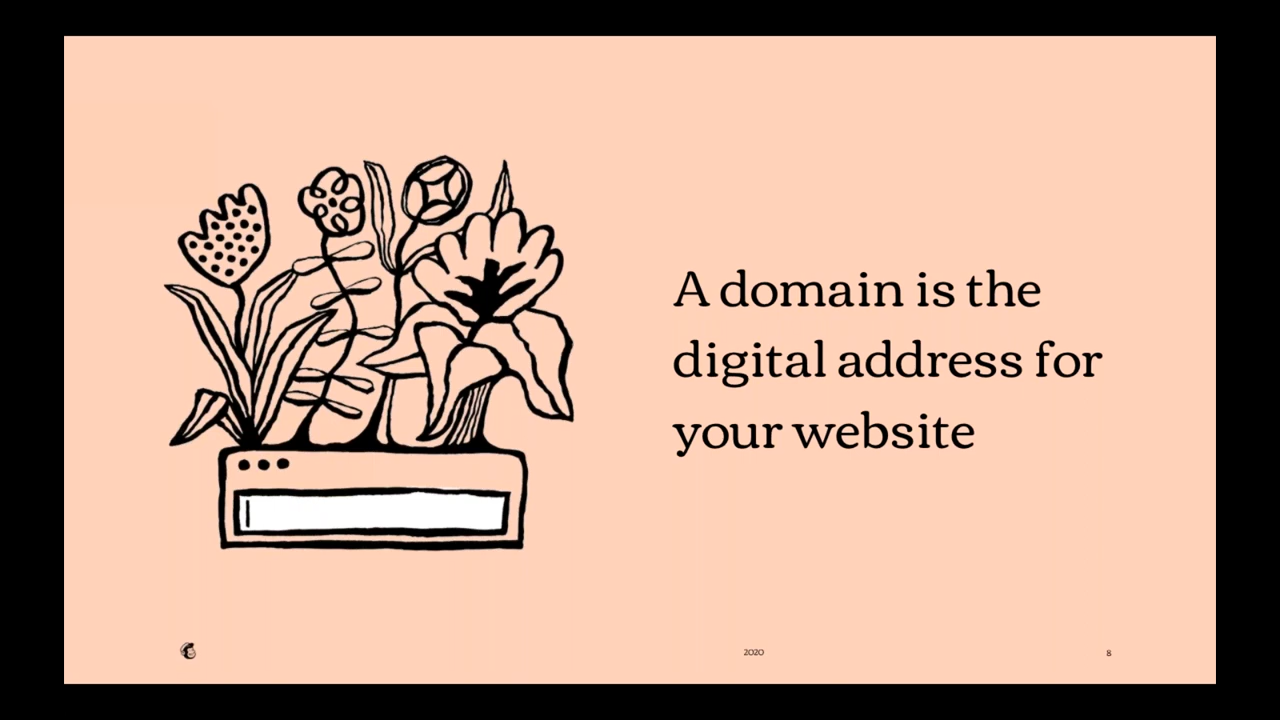 A domain is the
digital address for
your website
2020
8